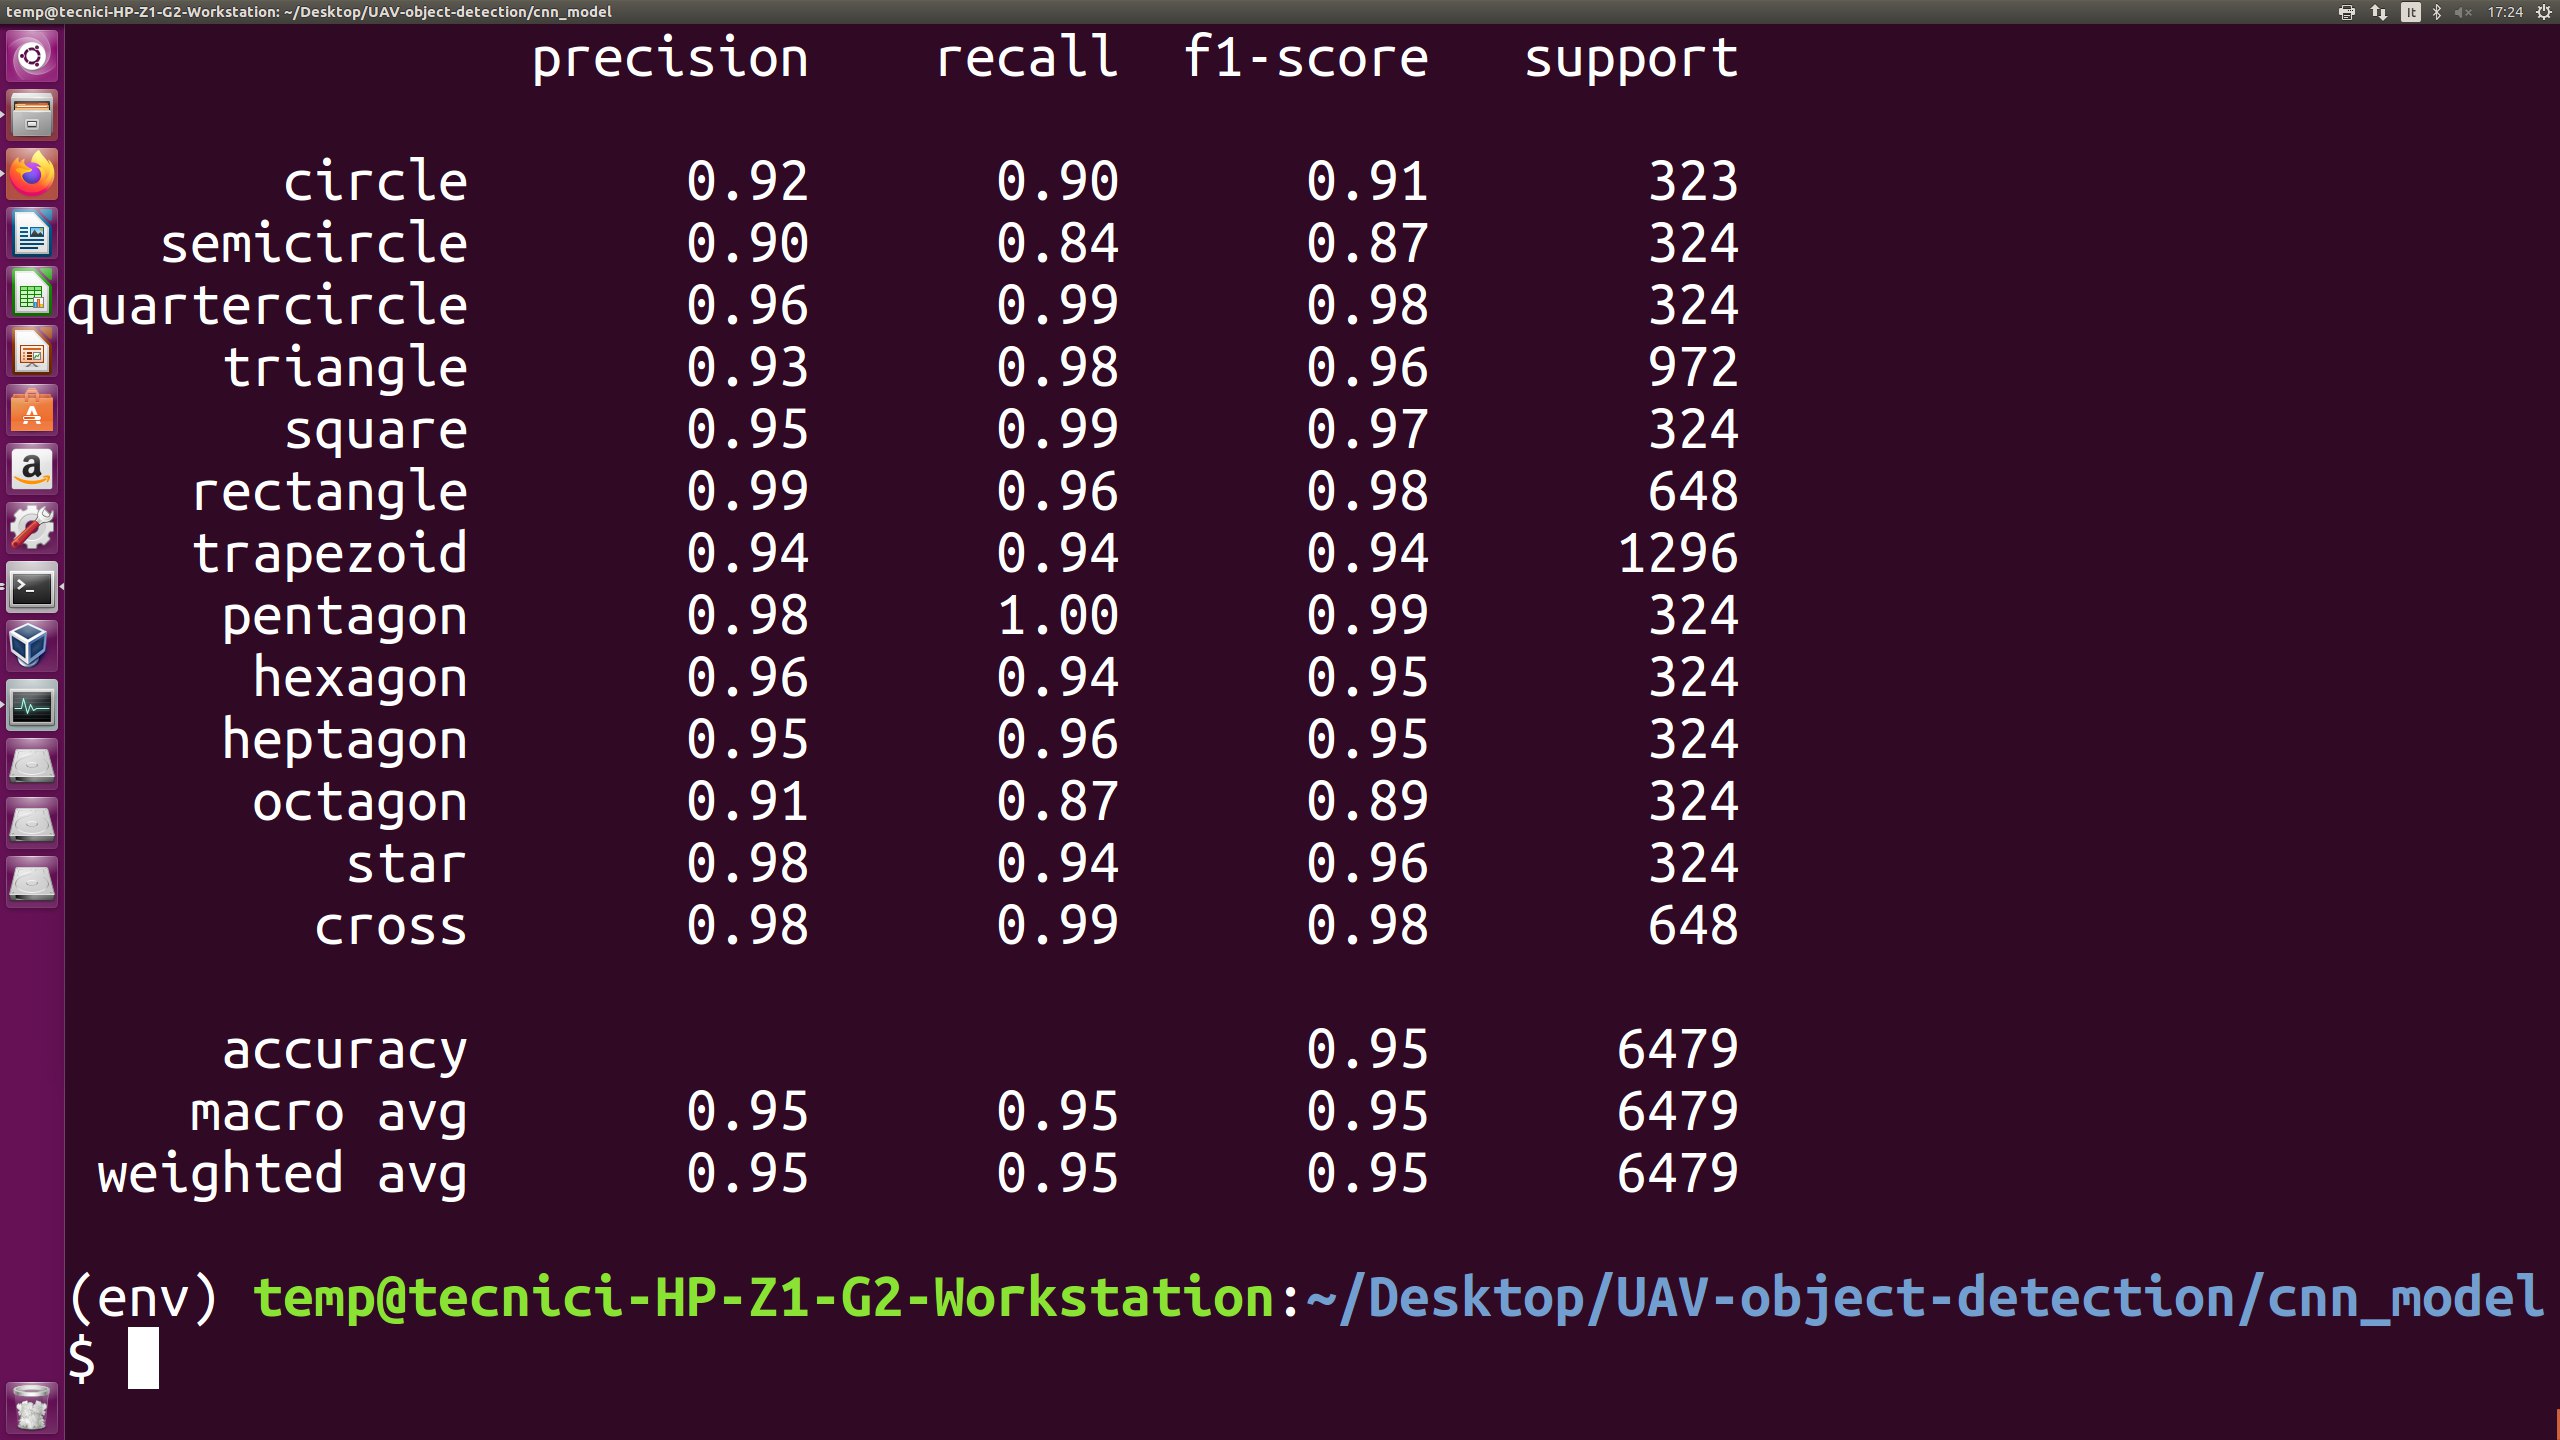 temp@tecnici-HP-Z1-G2-Workstation: ~/Desktop/UAV-object-detection/cnn_model It 17:24
precision recall f1-score support
circle 0.92 0.90 0.91 323
semicircle 0.90 0.84 0.87 324
quartercircle 0.96 0.99 0.98 324
triangle 0.93 0.98 0.96 972
square 0.95 0.99 0.97 324
rectangle 0.99 0.96 0.98 648
trapezoid 0.94 0.94 0.94 1296
pentagon 0.98 1.00 0.99 324
hexagon 0.96 0.94 0.95 324
heptagon 0.95 0.96 0.95 324
octagon 0.91 0.87 0.89 324
star 0.98 0.94 0.96 324
cross 0.98 0.99 0.98 648
accuracy 0.95 6479
macro avg 0.95 0.95 0.95 6479
weighted avg 0.95 0.95 0.95 6479
(env) temp@tecnici-HP-Z1-G2-Workstation:~/Desktop/UAV-object-detection/cnn_model
$